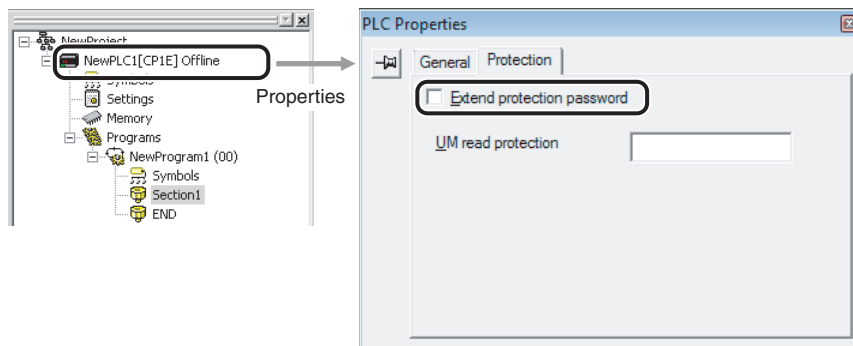 NewProject
NewPLC1[CP1E] Offline
Symbols
Settings
Memory
Programs
NewProgram1 (00)
Symbols
Section1
END
Properties
PLC Properties
General Protection
Extend protection password
UM read protection